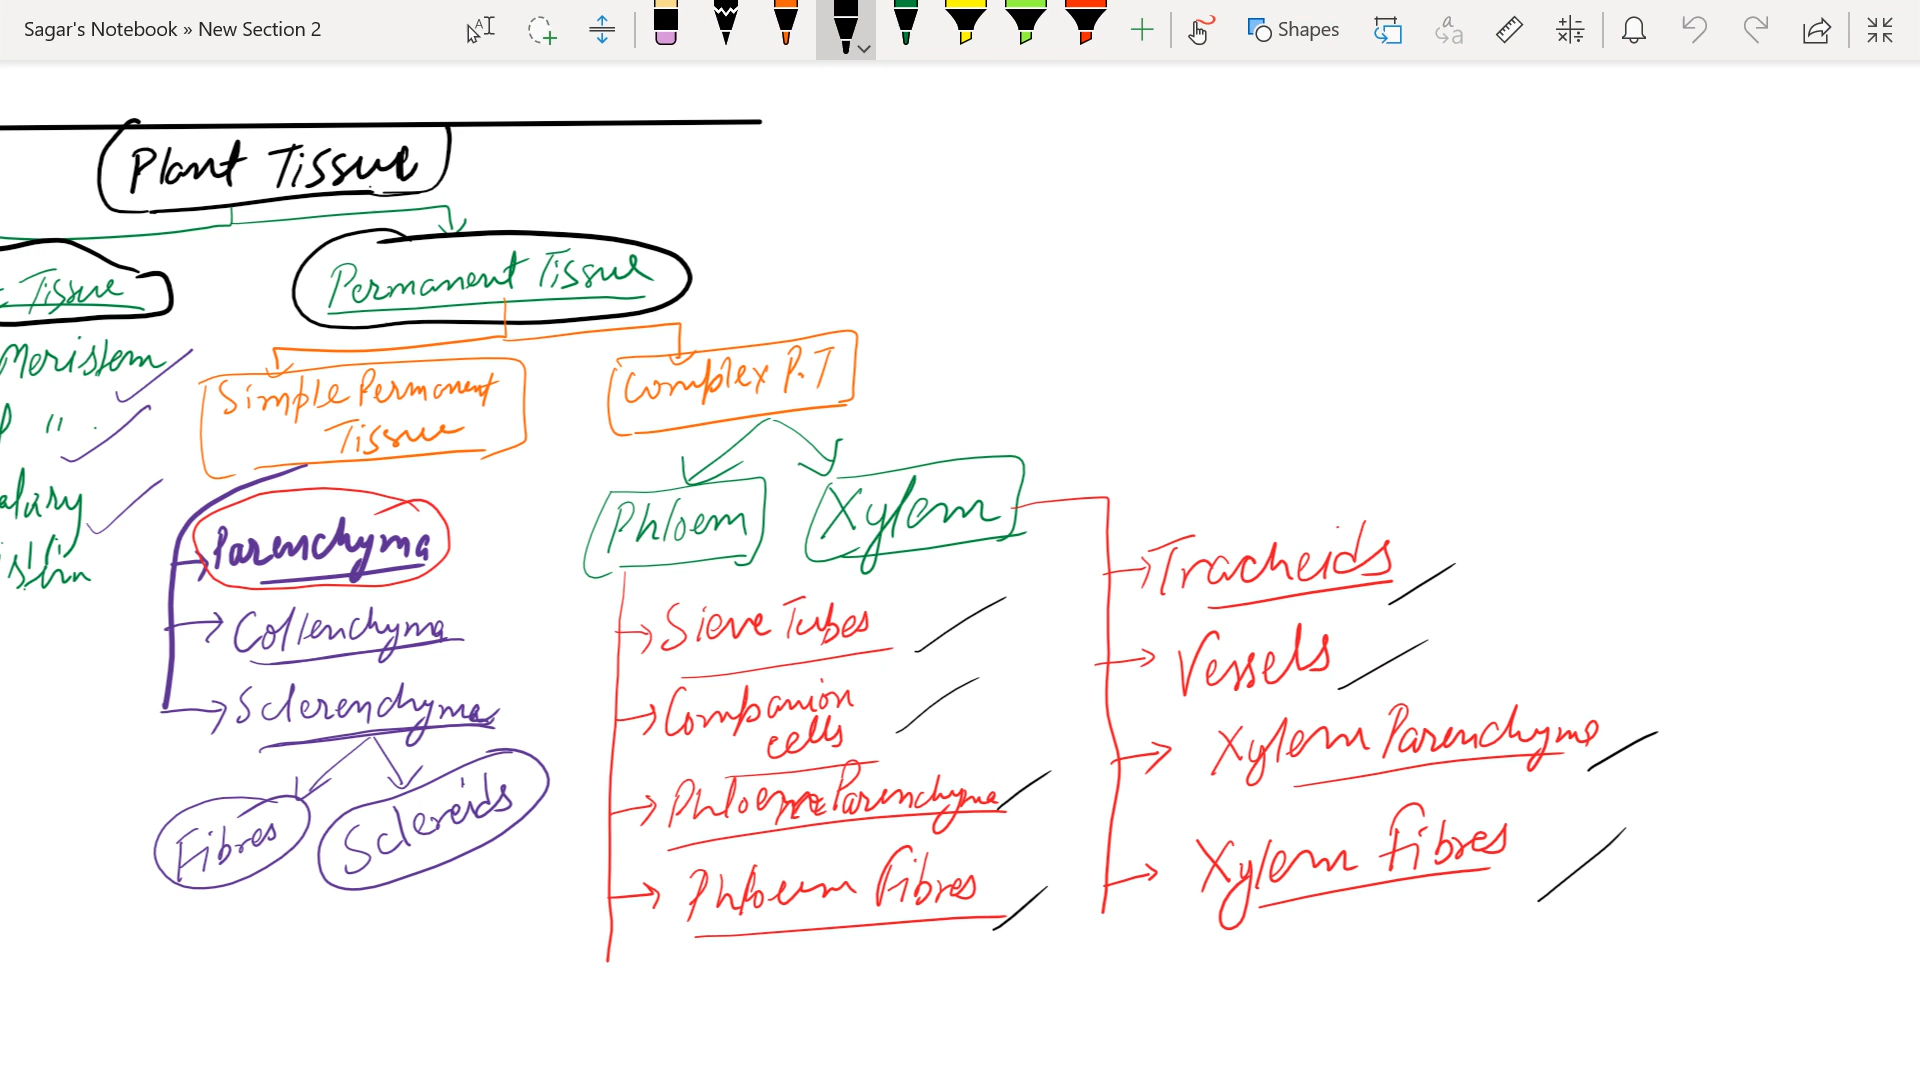 Sagar's Notebook » New Section 2
Shapes
Plant Tissue
Tissue
Permanent Tissue
Meristem
"
Simple Permanent
Tissue
Complex P.T
Parenchyma
Collenchyma
Sclerenchyma
Fibres
Sclereids
Phloem
Xylem
Sieve Tubes
Companion
cells
Phloem Parenchyma
Phloem Fibres
Tracheids
Vessels
Xylem Parenchyma
Xylem Fibres